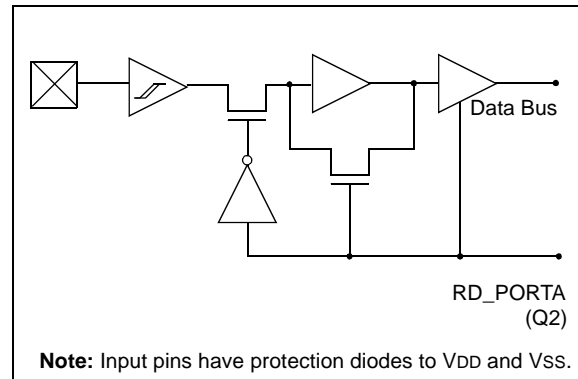 Data Bus
RD_PORTA
(Q2)
Note: Input pins have protection diodes to VDD and VSS.